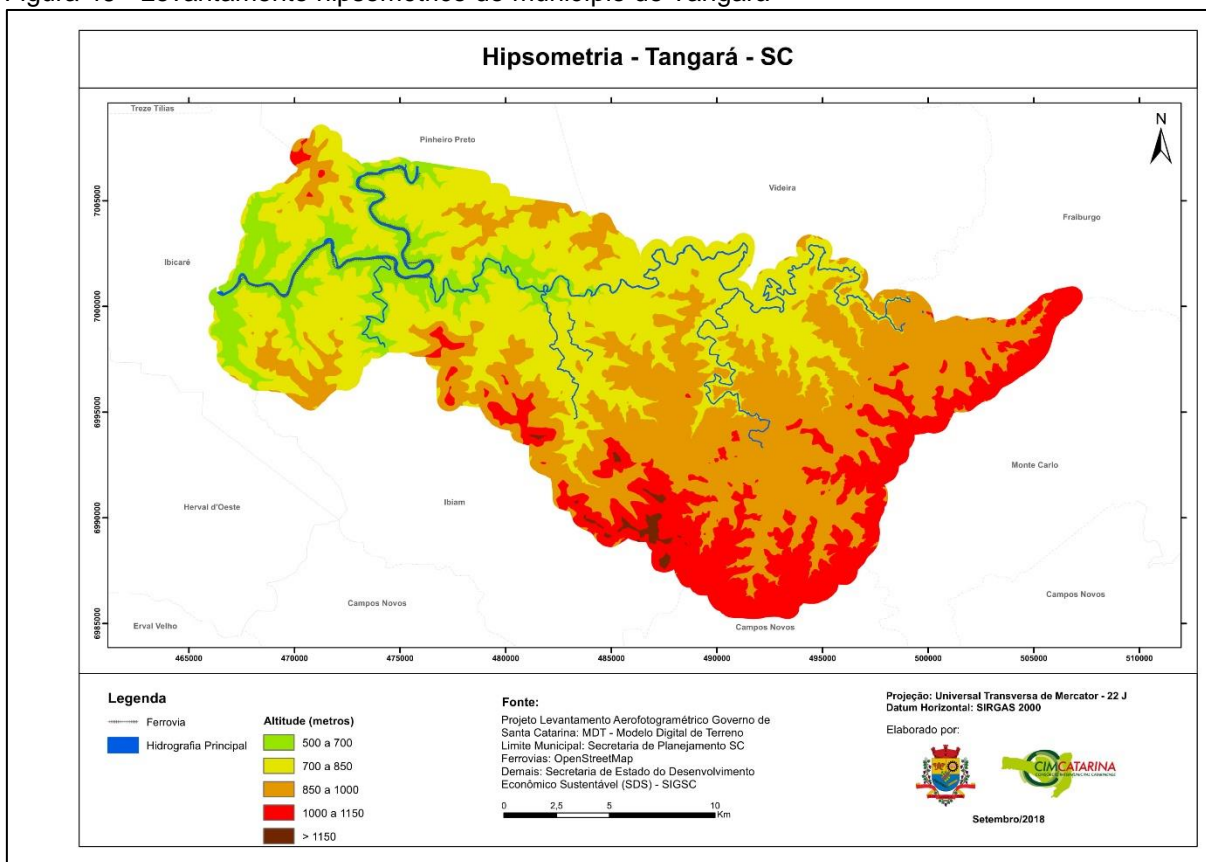 Figura 40 - Levantamento hipsométrico do município de Tangará
Hipsometria - Tangará - SC
Treze Tílias
Pinheiro Preto
N
Videira
Fraiburgo
Ibicaré
Monte Carlo
Herval d'Oeste
Ibiam
Campos Novos
Campos Novos
Erval Velho
Campos Novos
7005000
7000000
6995000
6990000
6985000
465000 470000 475000 480000 485000 490000 495000 500000 505000 510000
Legenda
Ferrovia
Hidrografia Principal
Altitude (metros)
500 a 700
700 a 850
850 a 1000
1000 a 1150
> 1150
Fonte:
Projeto Levantamento Aerofotogramétrico Governo de
Santa Catarina: MDT - Modelo Digital de Terreno
Limite Municipal: Secretaria de Planejamento SC
Ferrovias: OpenStreetMap
Demais: Secretaria de Estado do Desenvolvimento
Econômico Sustentável (SDS) - SIGSC
0 2,5 5 10
Km
Projeção: Universal Transversa de Mercator - 22 J
Datum Horizontal: SIRGAS 2000
Elaborado por:
CIMCATARINA
Setembro/2018